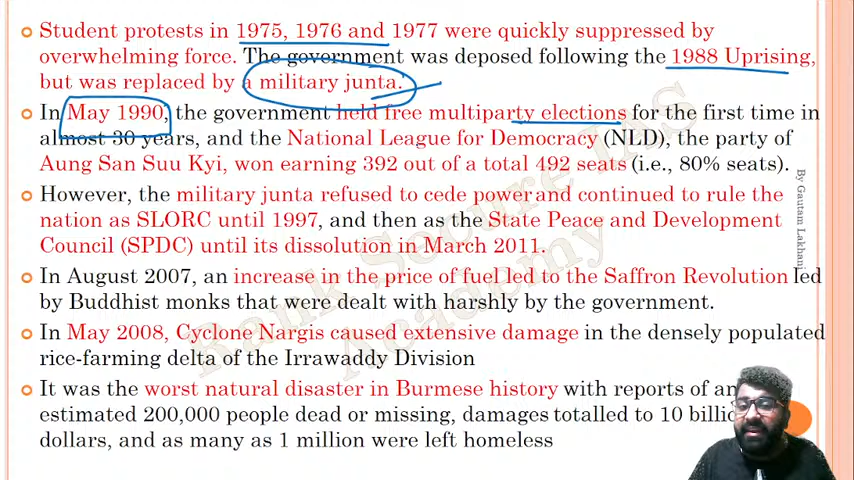 Student protests in 1975, 1976 and 1977 were quickly suppressed by
overwhelming force. The government was deposed following the 1988 Uprising,
but was replaced by a military junta.
In May 1990, the government held free multiparty elections for the first time in
almost 30 years, and the National League for Democracy (NLD), the party of
Aung San Suu Kyi, won earning 392 out of a total 492 seats (i.e., 80% seats).
However, the military junta refused to cede power and continued to rule the
nation as SLORC until 1997, and then as the State Peace and Development
Council (SPDC) until its dissolution in March 2011.
In August 2007, an increase in the price of fuel led to the Saffron Revolution led
by Buddhist monks that were dealt with harshly by the government.
In May 2008, Cyclone Nargis caused extensive damage in the densely populated
rice-farming delta of the Irrawaddy Division
It was the worst natural disaster in Burmese history with reports of an
estimated 200,000 people dead or missing, damages totalled to 10
dollars, and as many as 1 million were left homeless
By Gautam Lakhani
Rank Secure IAS
Academy